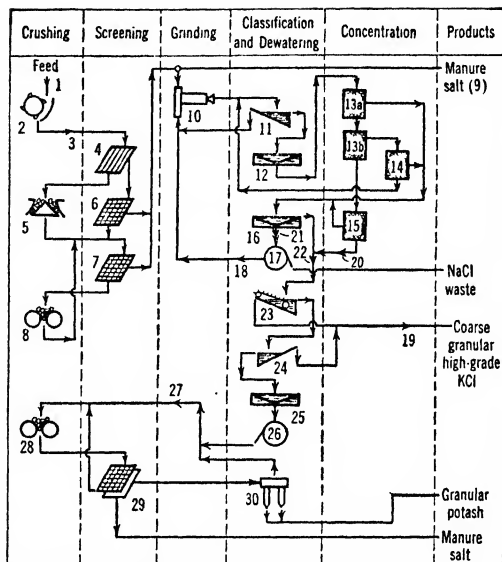 Crushing
Screening
Grinding
Classification
and Dewatering
Concentration
Products
Feed
1
2
3
4
5
6
7
8
10
11
12
13a
13b
14
15
16
17
18
19
20
21
22
23
24
25
26
27
28
29
30
Manure
salt (9)
NaCl
waste
Coarse
granular
high-grade
KCl
Granular
potash
Manure
salt